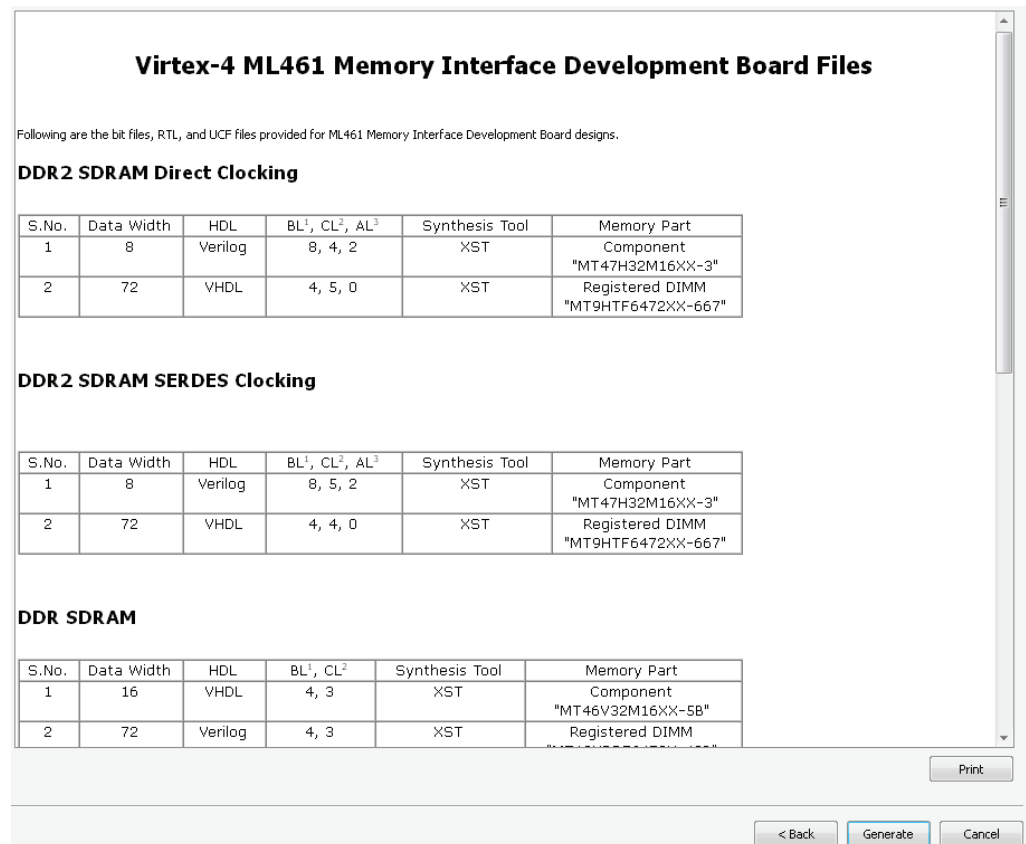 Virtex-4 ML461 Memory Interface Development Board Files
Following are the bit files, RTL, and UCF files provided for ML461 Memory Interface Development Board designs.
DDR2 SDRAM Direct Clocking
S.No. Data Width HDL BL¹, CL², AL³ Synthesis Tool Memory Part
1 8 Verilog 8, 4, 2 XST Component
"MT47H32M16XX-3"
2 72 VHDL 4, 5, 0 XST Registered DIMM
"MT9HTF6472XX-667"
DDR2 SDRAM SERDES Clocking
S.No. Data Width HDL BL¹, CL², AL³ Synthesis Tool Memory Part
1 8 Verilog 8, 5, 2 XST Component
"MT47H32M16XX-3"
2 72 VHDL 4, 4, 0 XST Registered DIMM
"MT9HTF6472XX-667"
DDR SDRAM
S.No. Data Width HDL BL¹, CL² Synthesis Tool Memory Part
1 16 VHDL 4, 3 XST Component
"MT46V32M16XX-5B"
2 72 Verilog 4, 3 XST Registered DIMM
Print
< Back Generate Cancel